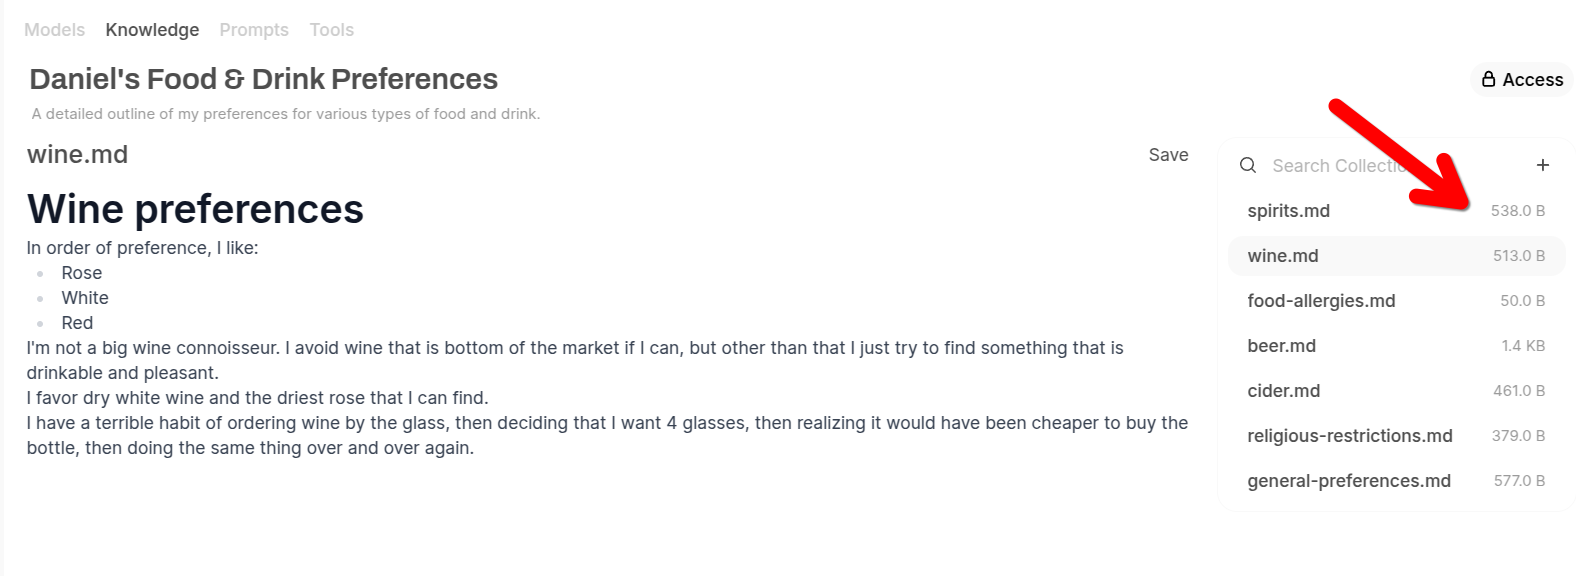 Models Knowledge Prompts Tools
Daniel's Food & Drink Preferences
Access
A detailed outline of my preferences for various types of food and drink.
wine.md
Save
Wine preferences
In order of preference, I like:
Rose
White
Red
I'm not a big wine connoisseur. I avoid wine that is bottom of the market if I can, but other than that I just try to find something that is
drinkable and pleasant.
I favor dry white wine and the driest rose that I can find.
I have a terrible habit of ordering wine by the glass, then deciding that I want 4 glasses, then realizing it would have been cheaper to buy the
bottle, then doing the same thing over and over again.
Search Collectio +
spirits.md 538.0 B
wine.md 513.0 B
food-allergies.md 50.0 B
beer.md 1.4 KB
cider.md 461.0 B
religious-restrictions.md 379.0 B
general-preferences.md 577.0 B